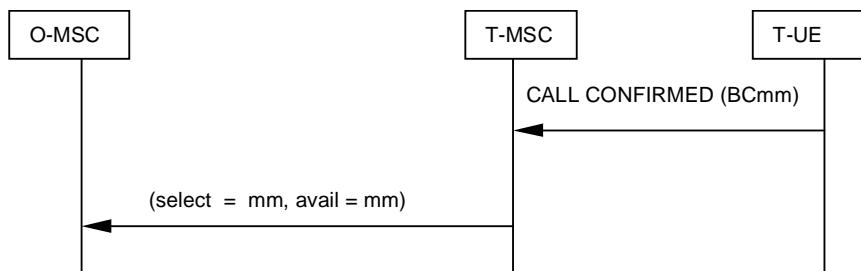 O-MSC
T-MSC
T-UE
CALL CONFIRMED (BCmm)
(select = mm, avail = mm)